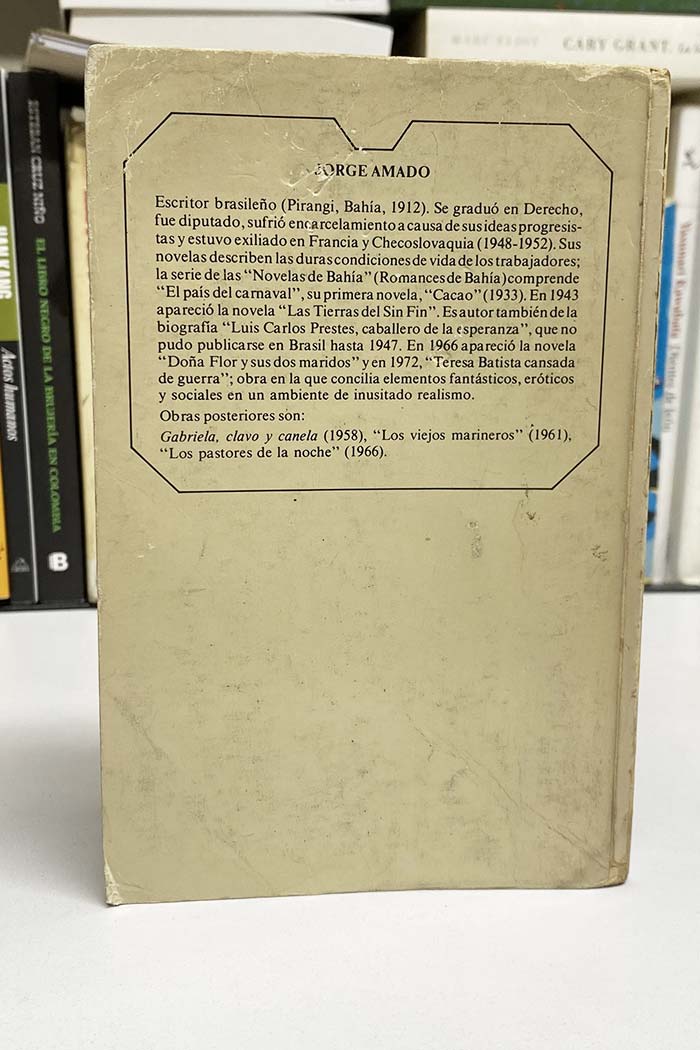 MARC ELIOT
CARY GRANT.
HAN KANG
Actos humanos
ESTEBAN CRUZ NIÑO
EL LIBRO NEGRO DE LA BRUJERÍA EN COLOMBIA
B
JORGE AMADO
Escritor brasileño (Pirangi, Bahía, 1912). Se graduó en Derecho,
fue diputado, sufrió encarcelamiento a causa de sus ideas progresis-
tas y estuvo exiliado en Francia y Checoslovaquia (1948-1952). Sus
novelas describen las duras condiciones de vida de los trabajadores;
la serie de las “Novelas de Bahía” (Romances de Bahía) comprende
“El país del carnaval”, su primera novela, “Cacao” (1933). En 1943
apareció la novela “Las Tierras del Sin Fin”. Es autor también de la
biografía “Luis Carlos Prestes, caballero de la esperanza”, que no
pudo publicarse en Brasil hasta 1947. En 1966 apareció la novela
“Doña Flor y sus dos maridos” y en 1972, “Teresa Batista cansada
de guerra”; obra en la que concilia elementos fantásticos, eróticos
y sociales en un ambiente de inusitado realismo.
Obras posteriores son:
Gabriela, clavo y canela (1958), “Los viejos marineros” (1961),
“Los pastores de la noche” (1966).
Yasunari Kawabata